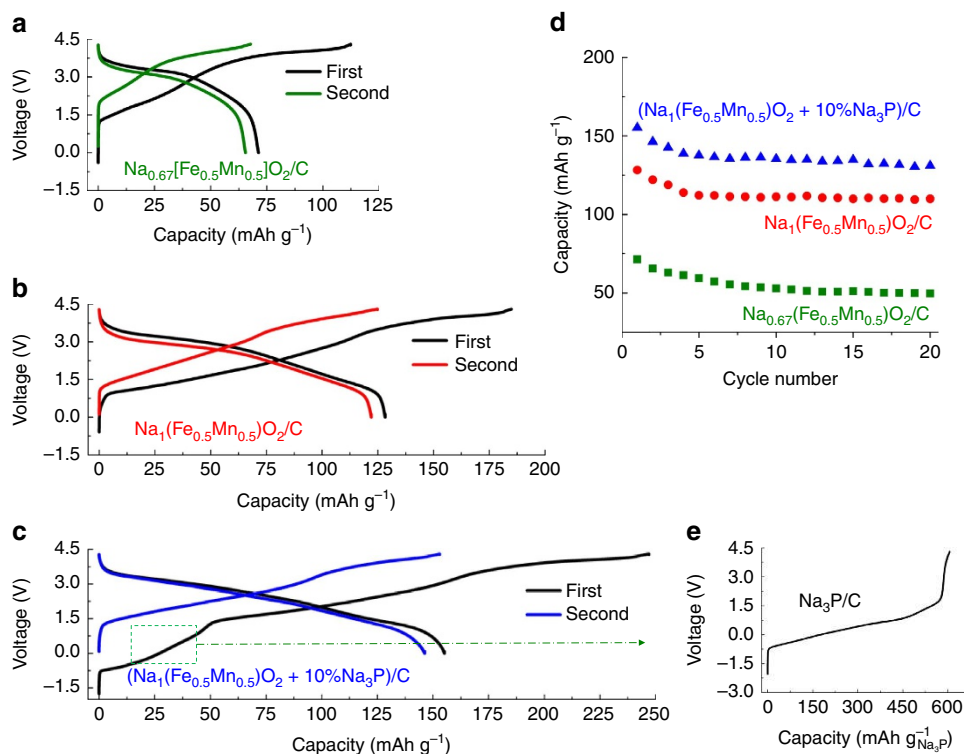 a
4.5
3.0
1.5
0.0
−1.5
Voltage (V)
First
Second
Na0.67[Fe0.5Mn0.5]O2/C
0 25 50 75 100 125
Capacity (mAh g−1)
b
4.5
3.0
1.5
0.0
−1.5
Voltage (V)
First
Second
Na1(Fe0.5Mn0.5)O2/C
0 25 50 75 100 125 150 175 200
Capacity (mAh g−1)
c
4.5
3.0
1.5
0.0
−1.5
Voltage (V)
First
Second
(Na1(Fe0.5Mn0.5)O2 + 10%Na3P)/C
0 25 50 75 100 125 150 175 200 225 250
Capacity (mAh g−1)
d
200
150
100
50
Capacity (mAh g−1)
(Na1(Fe0.5Mn0.5)O2 + 10%Na3P)/C
Na1(Fe0.5Mn0.5)O2/C
Na0.67(Fe0.5Mn0.5)O2/C
0 5 10 15 20
Cycle number
e
4.5
3.0
1.5
0.0
−1.5
−3.0
Voltage (V)
Na3P/C
0 150 300 450 600
Capacity (mAh g−1Na3P)